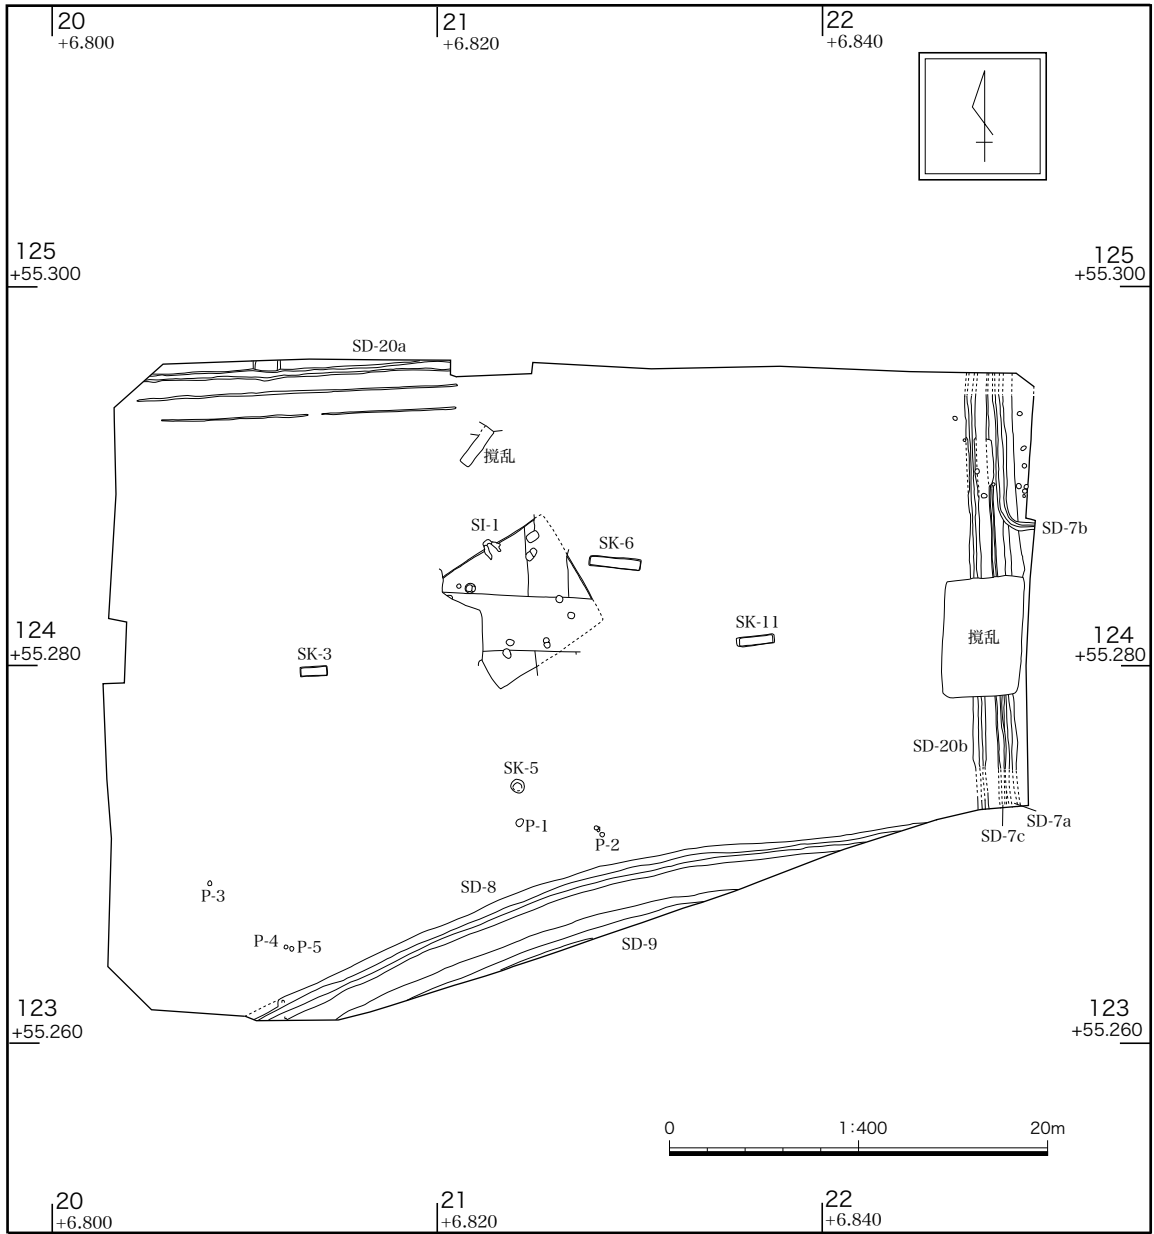 20
+6.800
21
+6.820
22
+6.840
125
+55.300
125
+55.300
SD-20a
撹乱
SI-1
SK-6
SD-7b
SK-11
124
+55.280
撹乱
124
+55.280
SK-3
SD-20b
SK-5
P-1
P-2
SD-7a
SD-7c
SD-8
P-3
P-4
P-5
SD-9
123
+55.260
123
+55.260
0
1:400
20m
20
+6.800
21
+6.820
22
+6.840